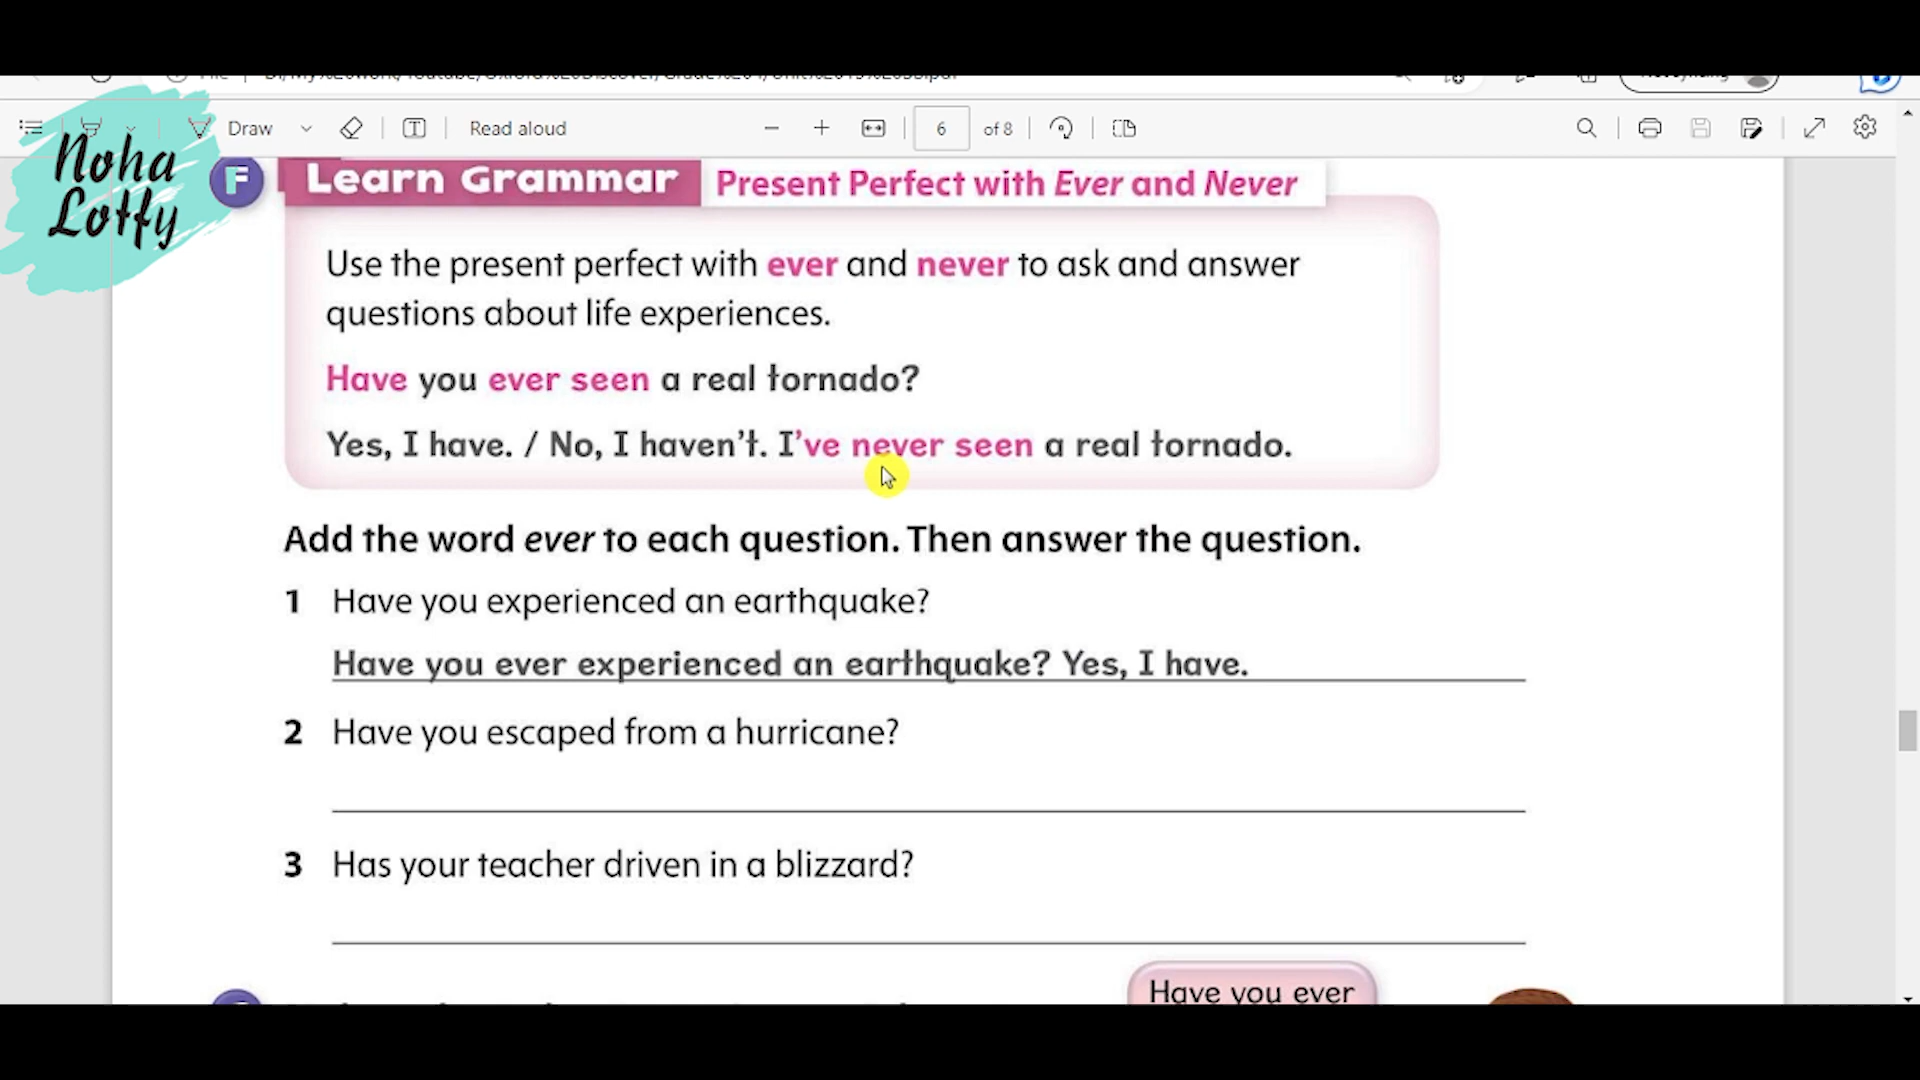 Draw
Read aloud
6 of 8
Noha
Lotfy
F Learn Grammar Present Perfect with Ever and Never
Use the present perfect with ever and never to ask and answer
questions about life experiences.
Have you ever seen a real tornado?
Yes, I have. / No, I haven't. I've never seen a real tornado.
Add the word ever to each question. Then answer the question.
1 Have you experienced an earthquake?
Have you ever experienced an earthquake? Yes, I have.
2 Have you escaped from a hurricane?
3 Has your teacher driven in a blizzard?
Have you ever